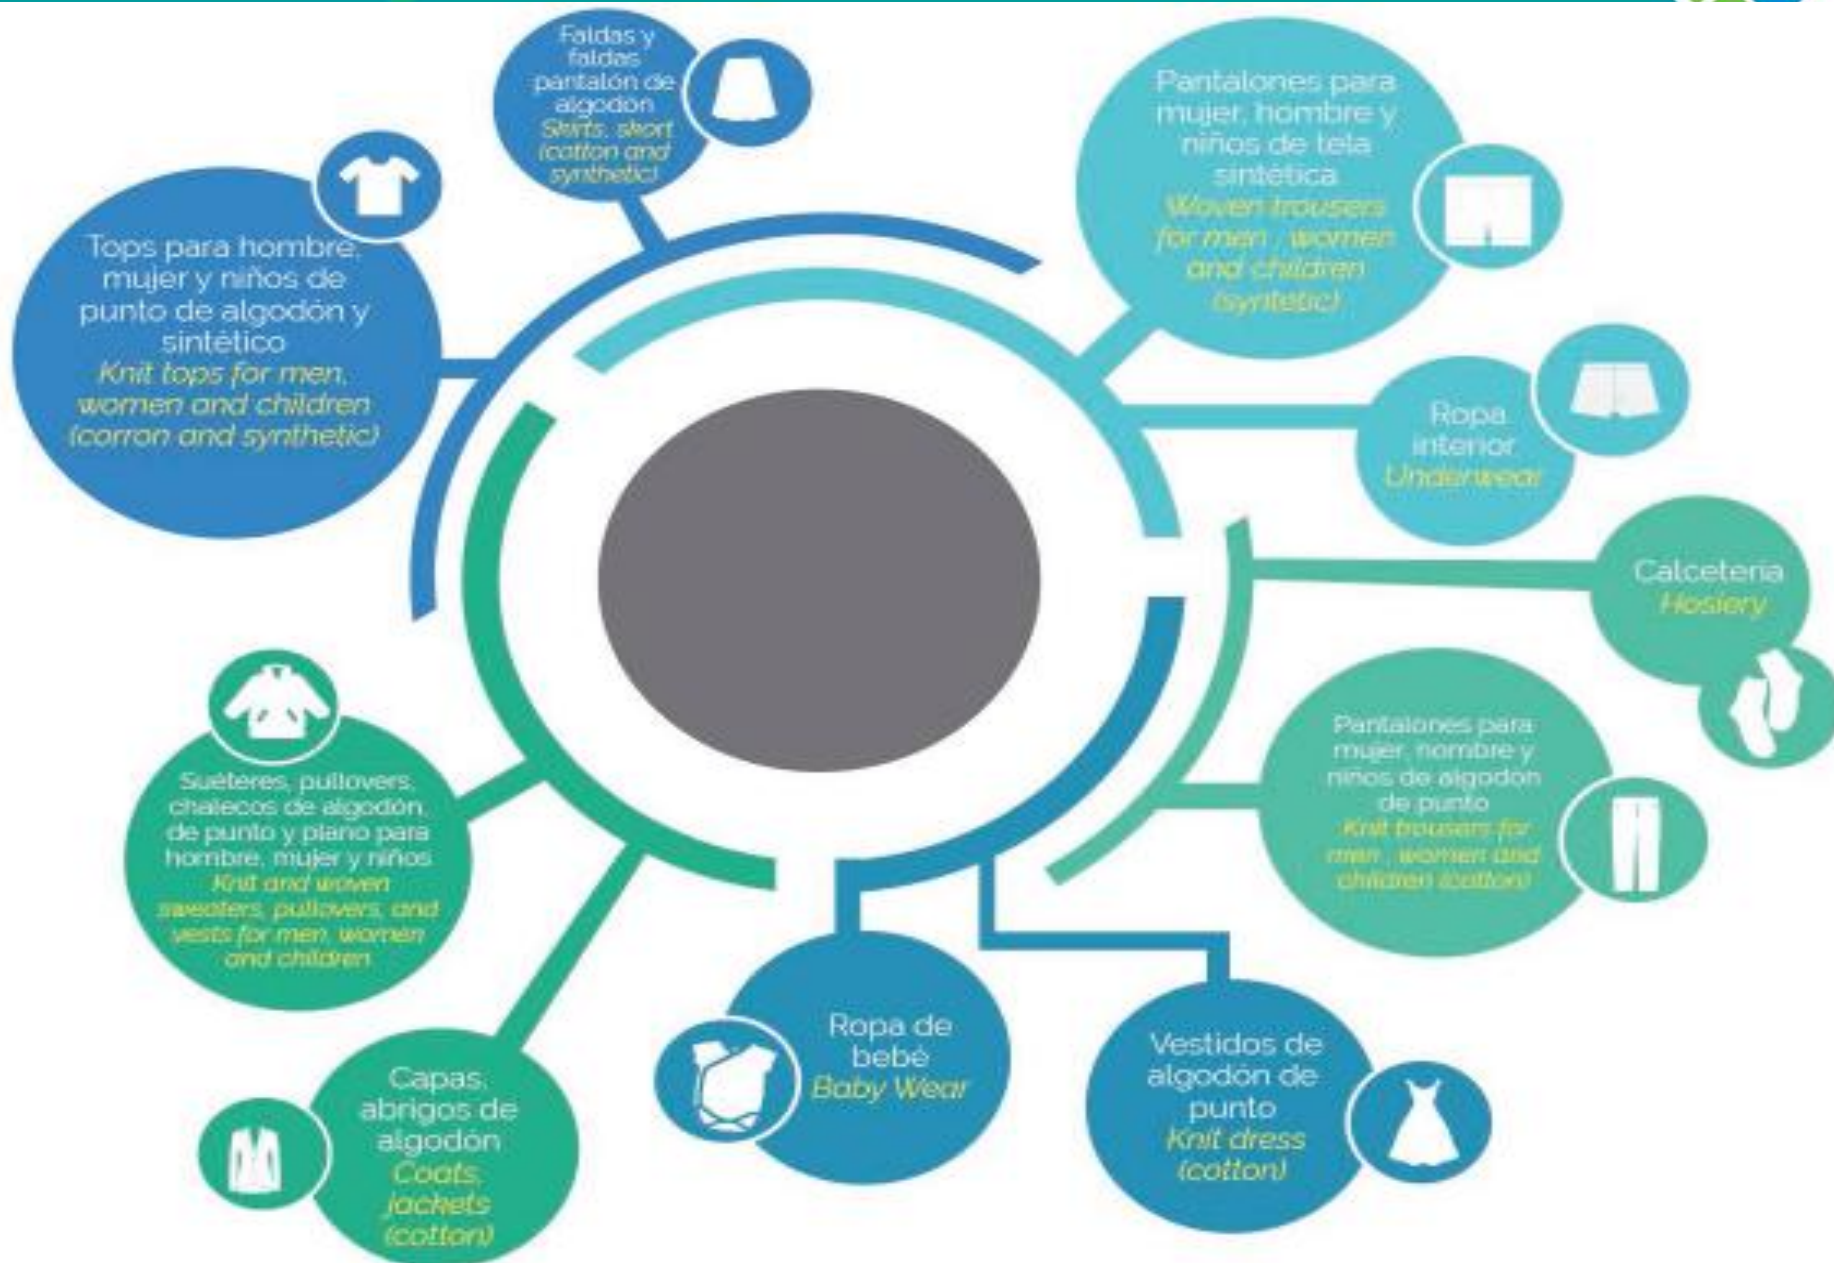 Faldas y
faldas
pantalón de
algodón
Skirts, skort
(cotton and
synthetic)
Tops para hombre,
mujer y niños de
punto de algodón y
sintético
Knit tops for men,
women and children
(corron and synthetic)
Pantalones para
mujer, hombre y
niños de tela
sintética
Woven trousers
for men , women
and children
(syntetic)
Ropa
interior
Underwear
Calcetería
Hosiery
Pantalones para
mujer, hombre y
niños de algodón
de punto
Knit trousers for
men , women and
children (cotton)
Suéteres, pullovers,
chalecos de algodón,
de punto y plano para
hombre, mujer y niños
Knit and woven
sweaters, pullovers, and
vests for men, women
and children
Capas,
abrigos de
algodón
Coats,
jackets
(cotton)
Ropa de
bebé
Baby Wear
Vestidos de
algodón de
punto
Knit dress
(cotton)